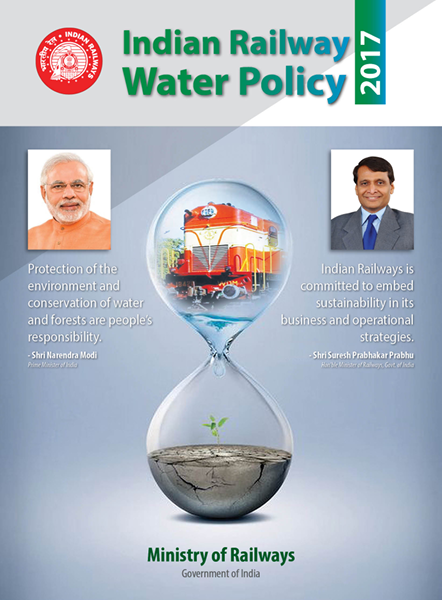 भारतीय रेल
INDIAN RAILWAYS
Indian Railway
Water Policy
2017
Protection of the
environment and
conservation of water
and forests are people's
responsibility.
- Shri Narendra Modi
Prime Minister of India
Indian Railways is
committed to embed
sustainability in its
business and operational
strategies.
- Shri Suresh Prabhakar Prabhu
Hon'ble Minister of Railways, Govt. of India
Ministry of Railways
Government of India